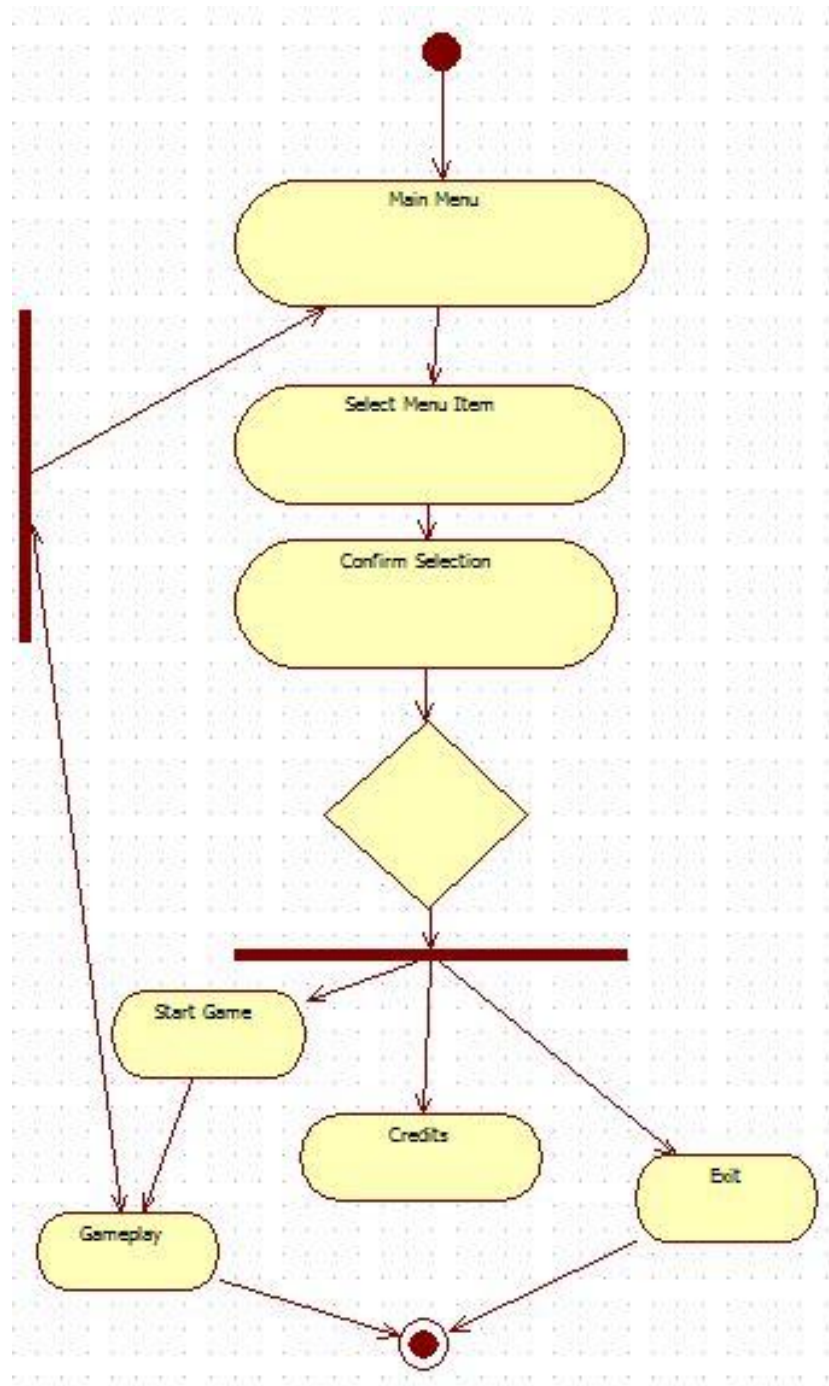 Main Menu
Select Menu Item
Confirm Selection
Start Game
Credits
Exit
Gameplay